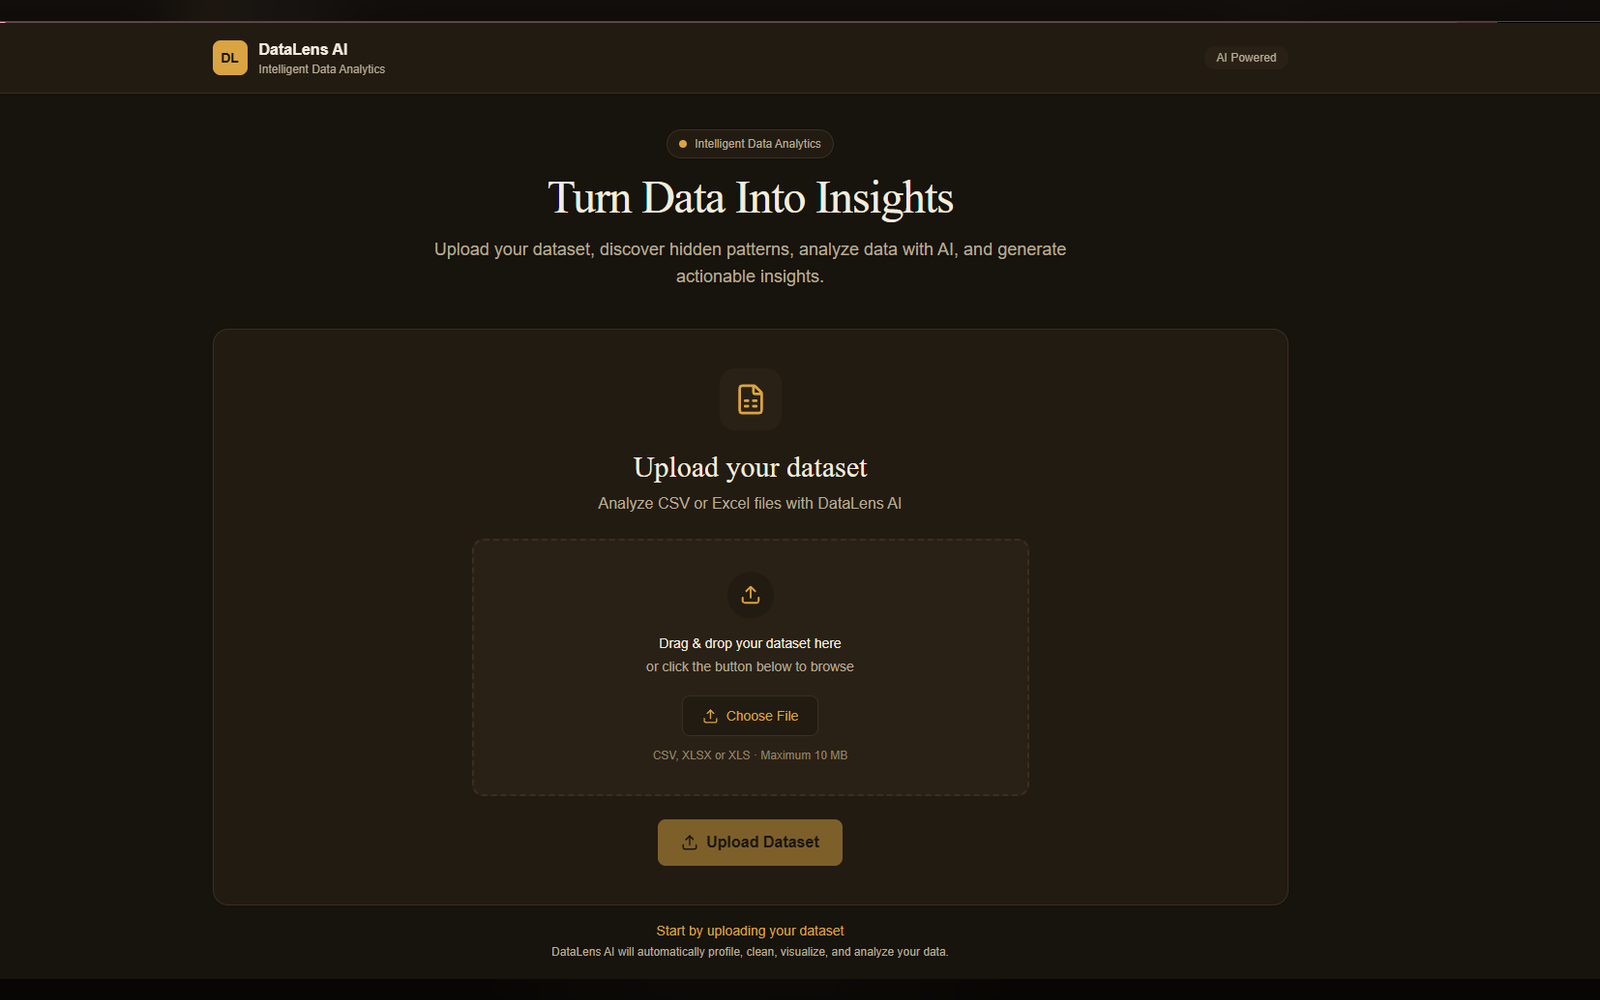 DL
DataLens AI
Intelligent Data Analytics
AI Powered
Intelligent Data Analytics
Turn Data Into Insights
Upload your dataset, discover hidden patterns, analyze data with AI, and generate
actionable insights.
Upload your dataset
Analyze CSV or Excel files with DataLens AI
Drag & drop your dataset here
or click the button below to browse
Choose File
CSV, XLSX or XLS · Maximum 10 MB
Upload Dataset
Start by uploading your dataset
DataLens AI will automatically profile, clean, visualize, and analyze your data.